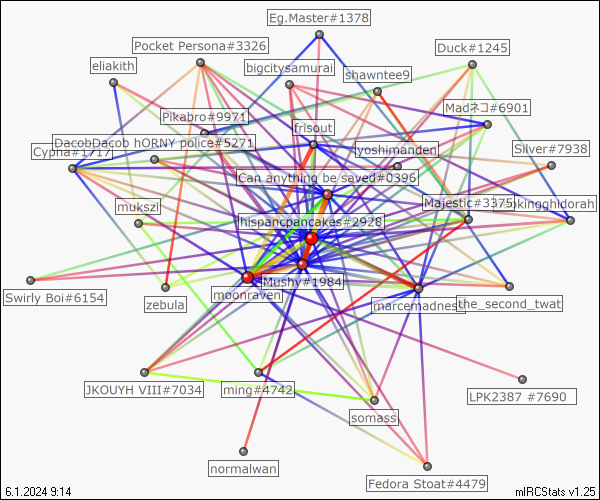 Eg.Master#1378
Pocket Persona#3326
Duck#1245
eliakith
bigcitysamurai
shawntee9
Madネコ#6901
Pikabro#9971
frisout
DacobDacob hORNY police#5271
Cypha#1717
yoshimanden
Silver#7938
Can anything be saved#0396
mukszi
Majestic#3375
okingghidorah
hispancpancakes#2928
Mushy#1984
Swirly Boi#6154
zebula
moonraven
marcemadness
the_second_twat
JKOUYH VIII#7034
ming#4742
somass
LPK2387 #7690
normalwan
Fedora Stoat#4479
6.1.2024 9:14
mIRCStats v1.25